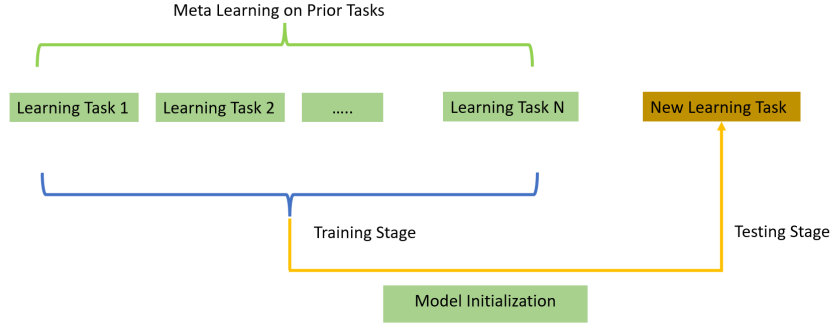 Meta Learning on Prior Tasks
Learning Task 1
Learning Task 2
.....
Learning Task N
New Learning Task
Training Stage
Testing Stage
Model Initialization